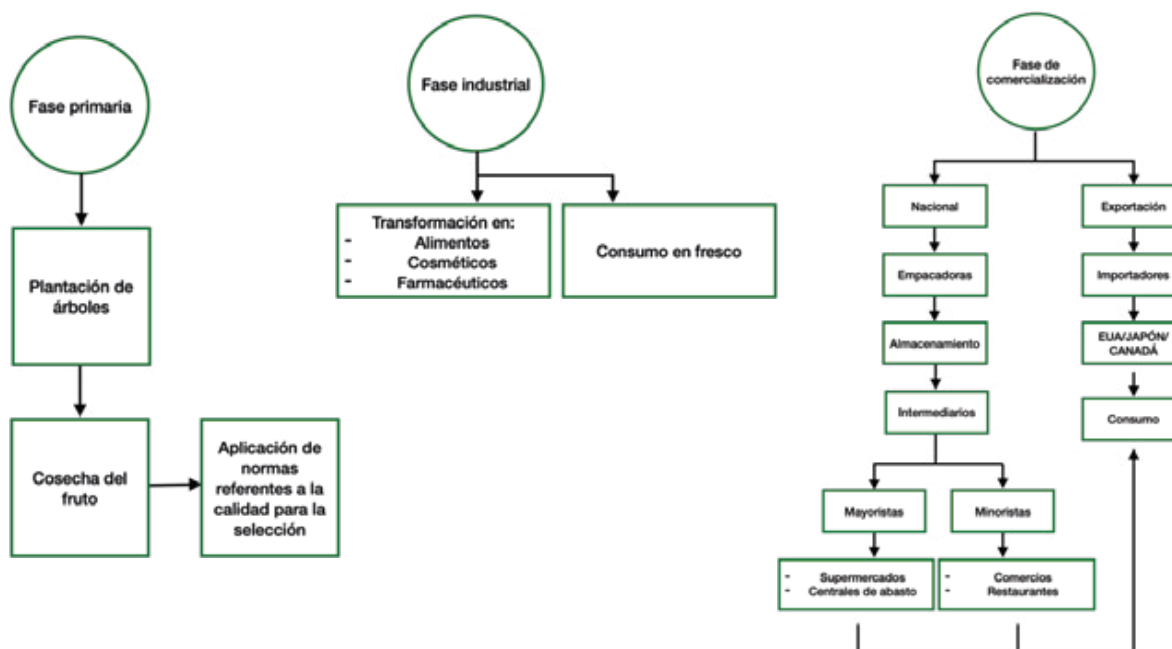 Fase primaria
Plantación de
árboles
Cosecha del
fruto
Aplicación de
normas
referentes a la
calidad para la
selección
Fase industrial
Transformación en:
- Alimentos
- Cosméticos
- Farmacéuticos
Consumo en fresco
Fase de
comercialización
Nacional
Empacadoras
Almacenamiento
Intermediarios
Mayoristas
- Supermercados
- Centrales de abasto
Minoristas
- Comercios
- Restaurantes
Exportación
Importadores
EUA/JAPÓN/
CANADÁ
Consumo